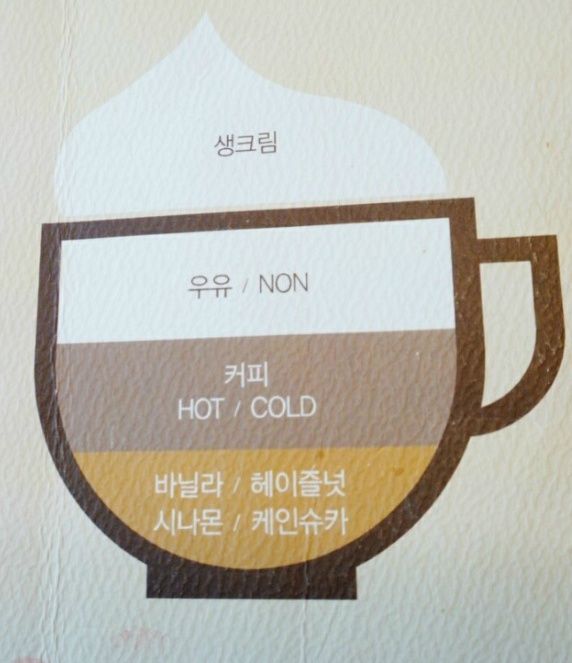 생크림
우유 / NON
커피
HOT / COLD
바닐라 / 헤이즐넛
시나몬 / 케인슈카